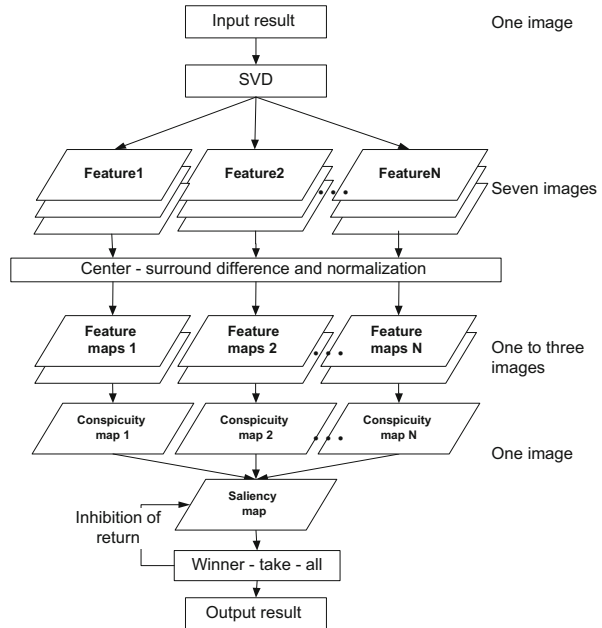 Input result
One image
SVD
Feature1
Feature2
FeatureN
• • •
Seven images
Center - surround difference and normalization
Feature
maps 1
Feature
maps 2
Feature
maps N
• • •
One to three
images
Conspicuity
map 1
Conspicuity
map 2
Conspicuity
map N
• • •
One image
Saliency
map
Inhibition of
return
Winner - take - all
Output result